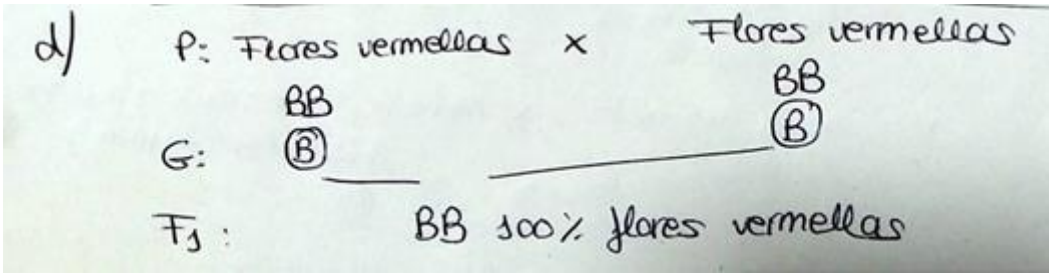 d) P: Flores vermellas x Flores vermellas
BB BB
G: B B
F1: BB 100% flores vermellas